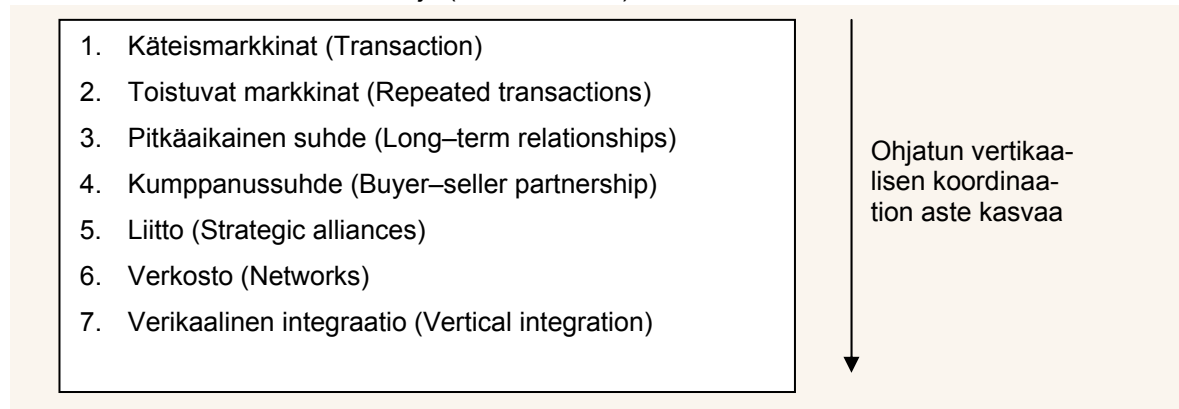 1. Käteismarkkinat (Transaction)
2. Toistuvat markkinat (Repeated transactions)
3. Pitkäaikainen suhde (Long–term relationships)
4. Kumppanussuhde (Buyer–seller partnership)
5. Liitto (Strategic alliances)
6. Verkosto (Networks)
7. Verikaalinen integraatio (Vertical integration)
Ohjatun vertikaa-
lisen koordinaa-
tion aste kasvaa